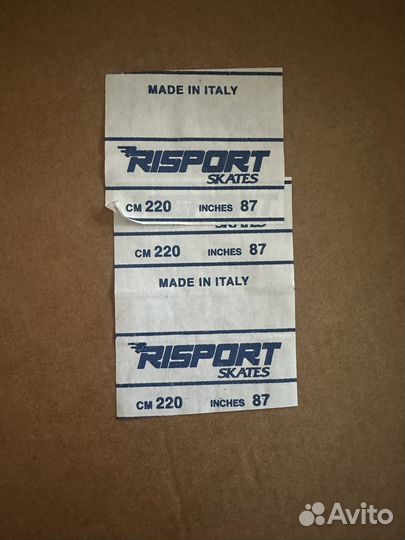 MADE IN ITALY
RISPORT
SKATES
CM 220 INCHES 87
SKATES
CM 220 INCHES 87
MADE IN ITALY
RISPORT
SKATES
CM 220 INCHES 87
Avito